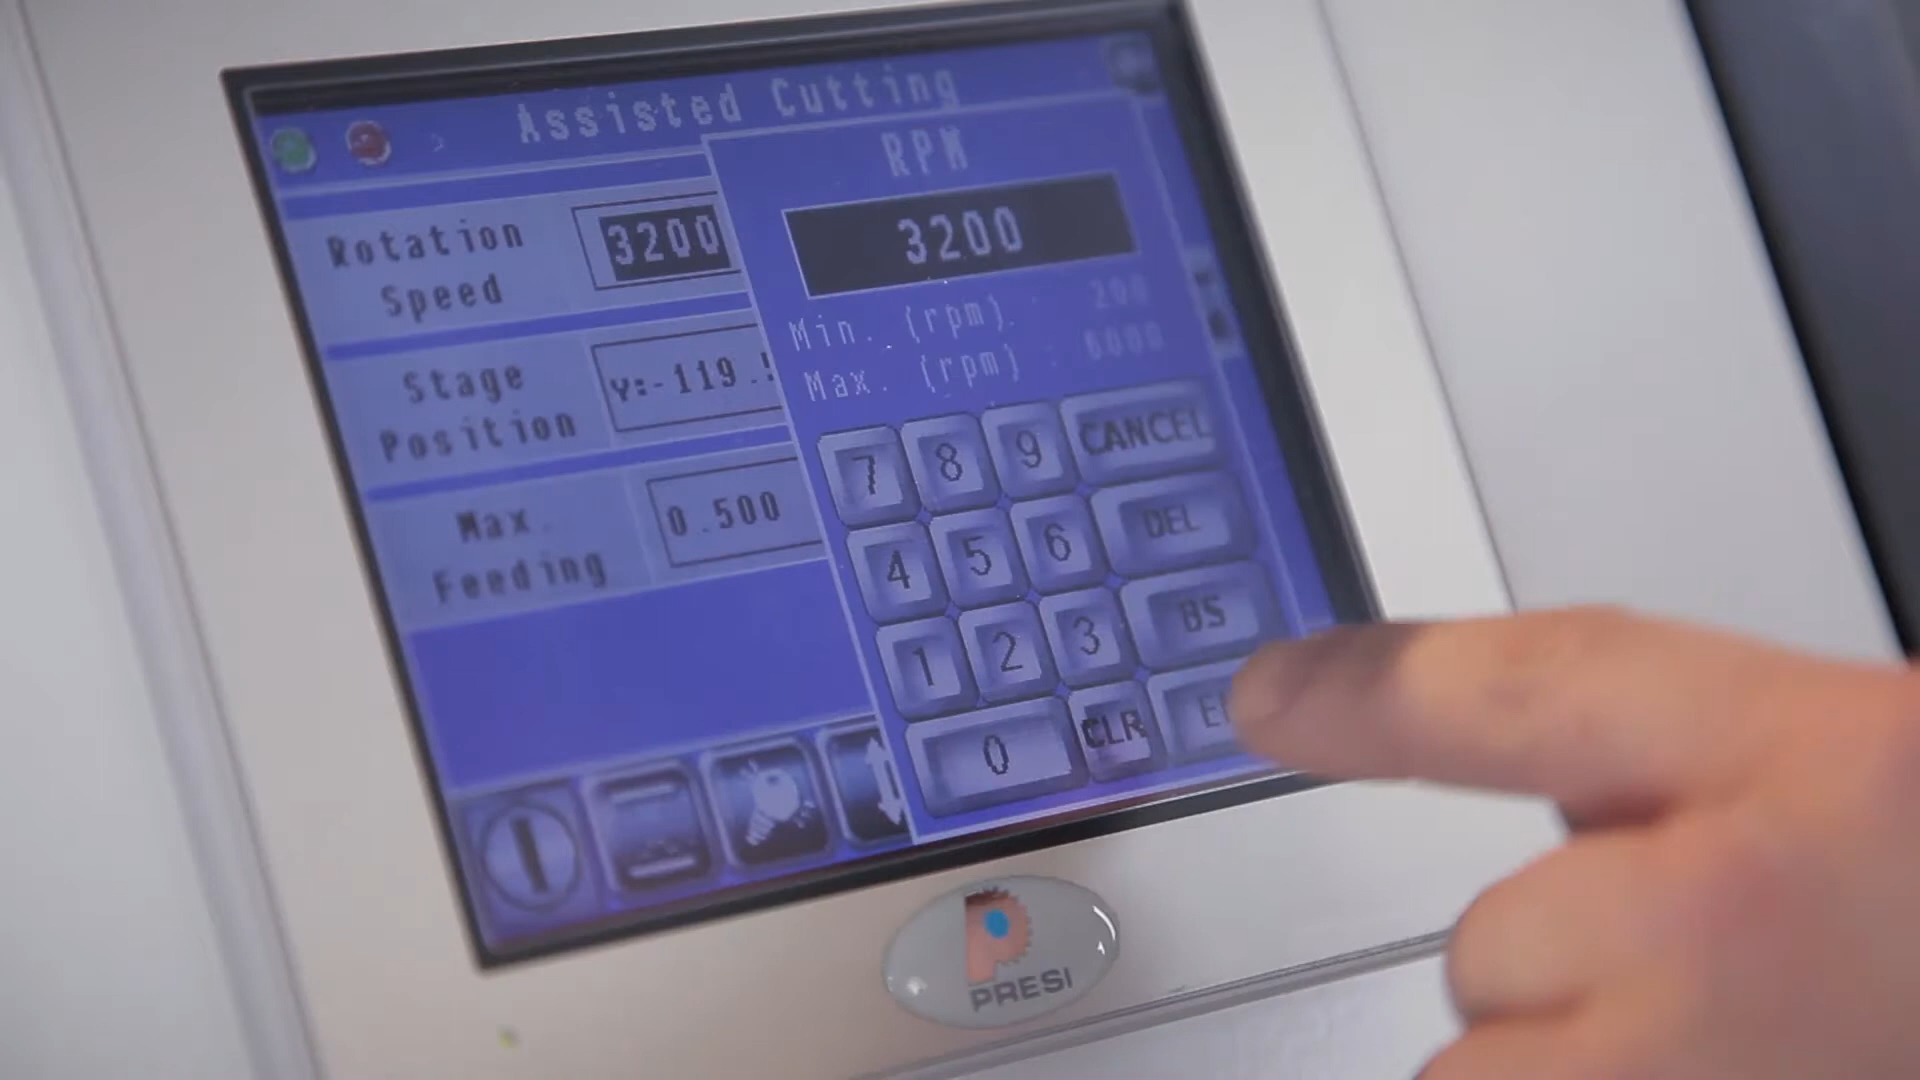 Assisted Cutting
RPM
Rotation
Speed
3200
3200
Min. (rpm) :
Max. (rpm) :
Stage
Position
Y:-119.
Max.
Feeding
0.500
7 8 9 CANCEL
4 5 6 DEL
1 2 3 BS
0 CLR
PRESI